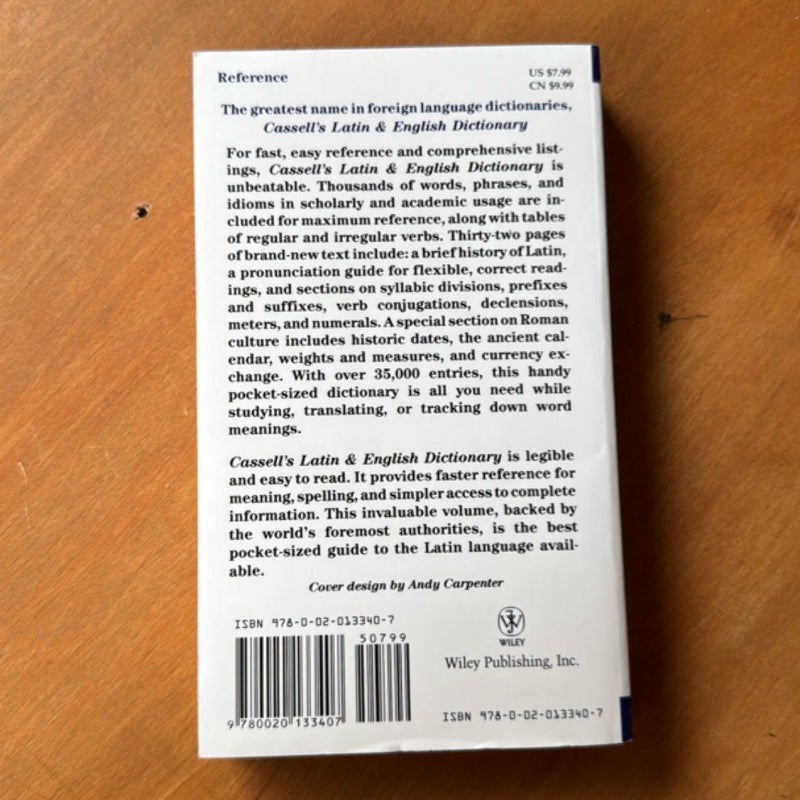 Reference
US $7.99
CN $9.99
The greatest name in foreign language dictionaries,
Cassell's Latin & English Dictionary
For fast, easy reference and comprehensive list-
ings, Cassell's Latin & English Dictionary is
unbeatable. Thousands of words, phrases, and
idioms in scholarly and academic usage are in-
cluded for maximum reference, along with tables
of regular and irregular verbs. Thirty-two pages
of brand-new text include: a brief history of Latin,
a pronunciation guide for flexible, correct read-
ings, and sections on syllabic divisions, prefixes
and suffixes, verb conjugations, declensions,
meters, and numerals. A special section on Roman
culture includes historic dates, the ancient cal-
endar, weights and measures, and currency ex-
change. With over 35,000 entries, this handy
pocket-sized dictionary is all you need while
studying, translating, or tracking down word
meanings.
Cassell's Latin & English Dictionary is legible
and easy to read. It provides faster reference for
meaning, spelling, and simpler access to complete
information. This invaluable volume, backed by
the world's foremost authorities, is the best
pocket-sized guide to the Latin language avail-
able.
Cover design by Andy Carpenter
ISBN 978-0-02-013340-7
50799
9 780020 133407
WILEY
Wiley Publishing, Inc.
ISBN 978-0-02-013340-7